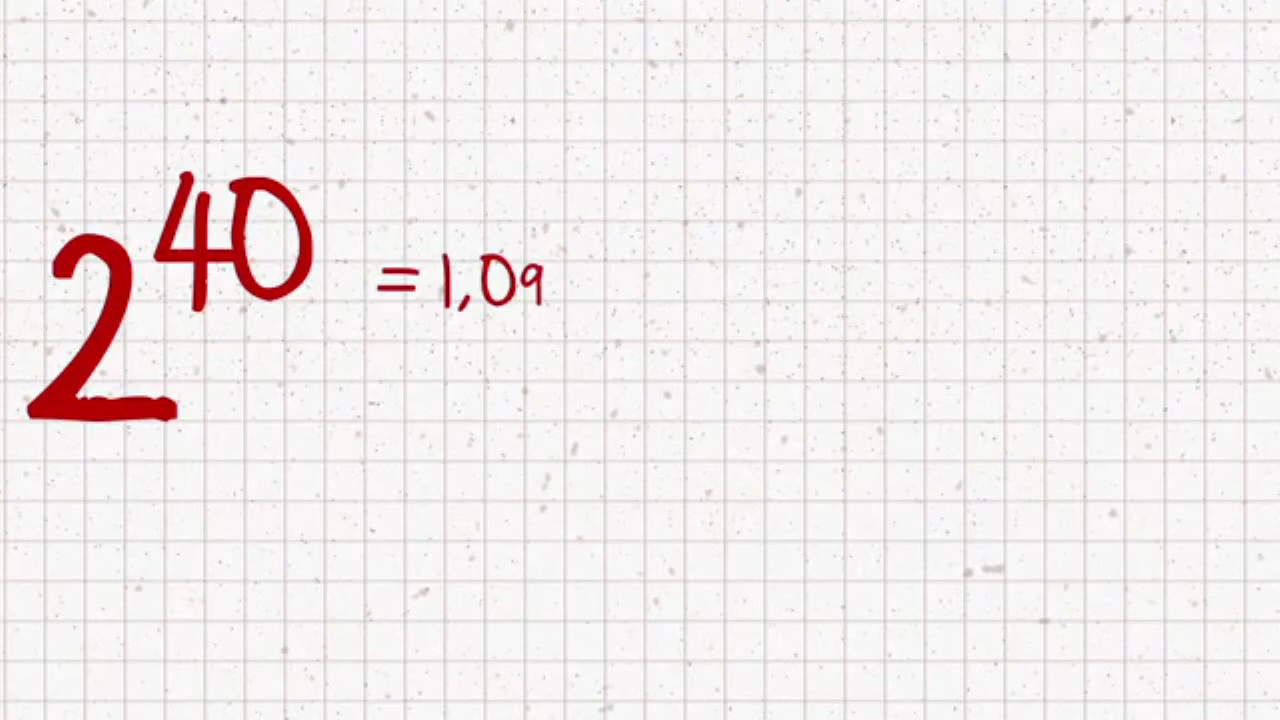 2⁴⁰ = 1,09